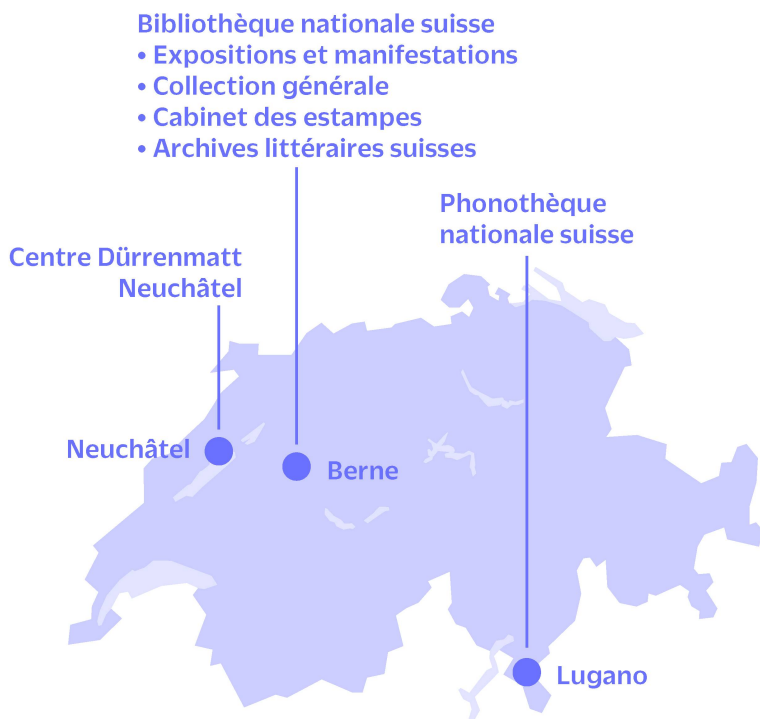 Bibliothèque nationale suisse
• Expositions et manifestations
• Collection générale
• Cabinet des estampes
• Archives littéraires suisses
Phonothèque
nationale suisse
Centre Dürrenmatt
Neuchâtel
Neuchâtel
Berne
Lugano